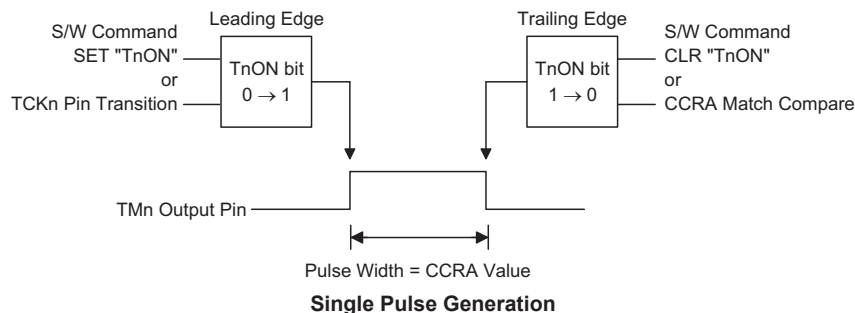 Leading Edge
S/W Command
SET "TnON"
or
TCKn Pin Transition
TnON bit
0 → 1
Trailing Edge
TnON bit
1 → 0
S/W Command
CLR "TnON"
or
CCRA Match Compare
TMn Output Pin
Pulse Width = CCRA Value
Single Pulse Generation